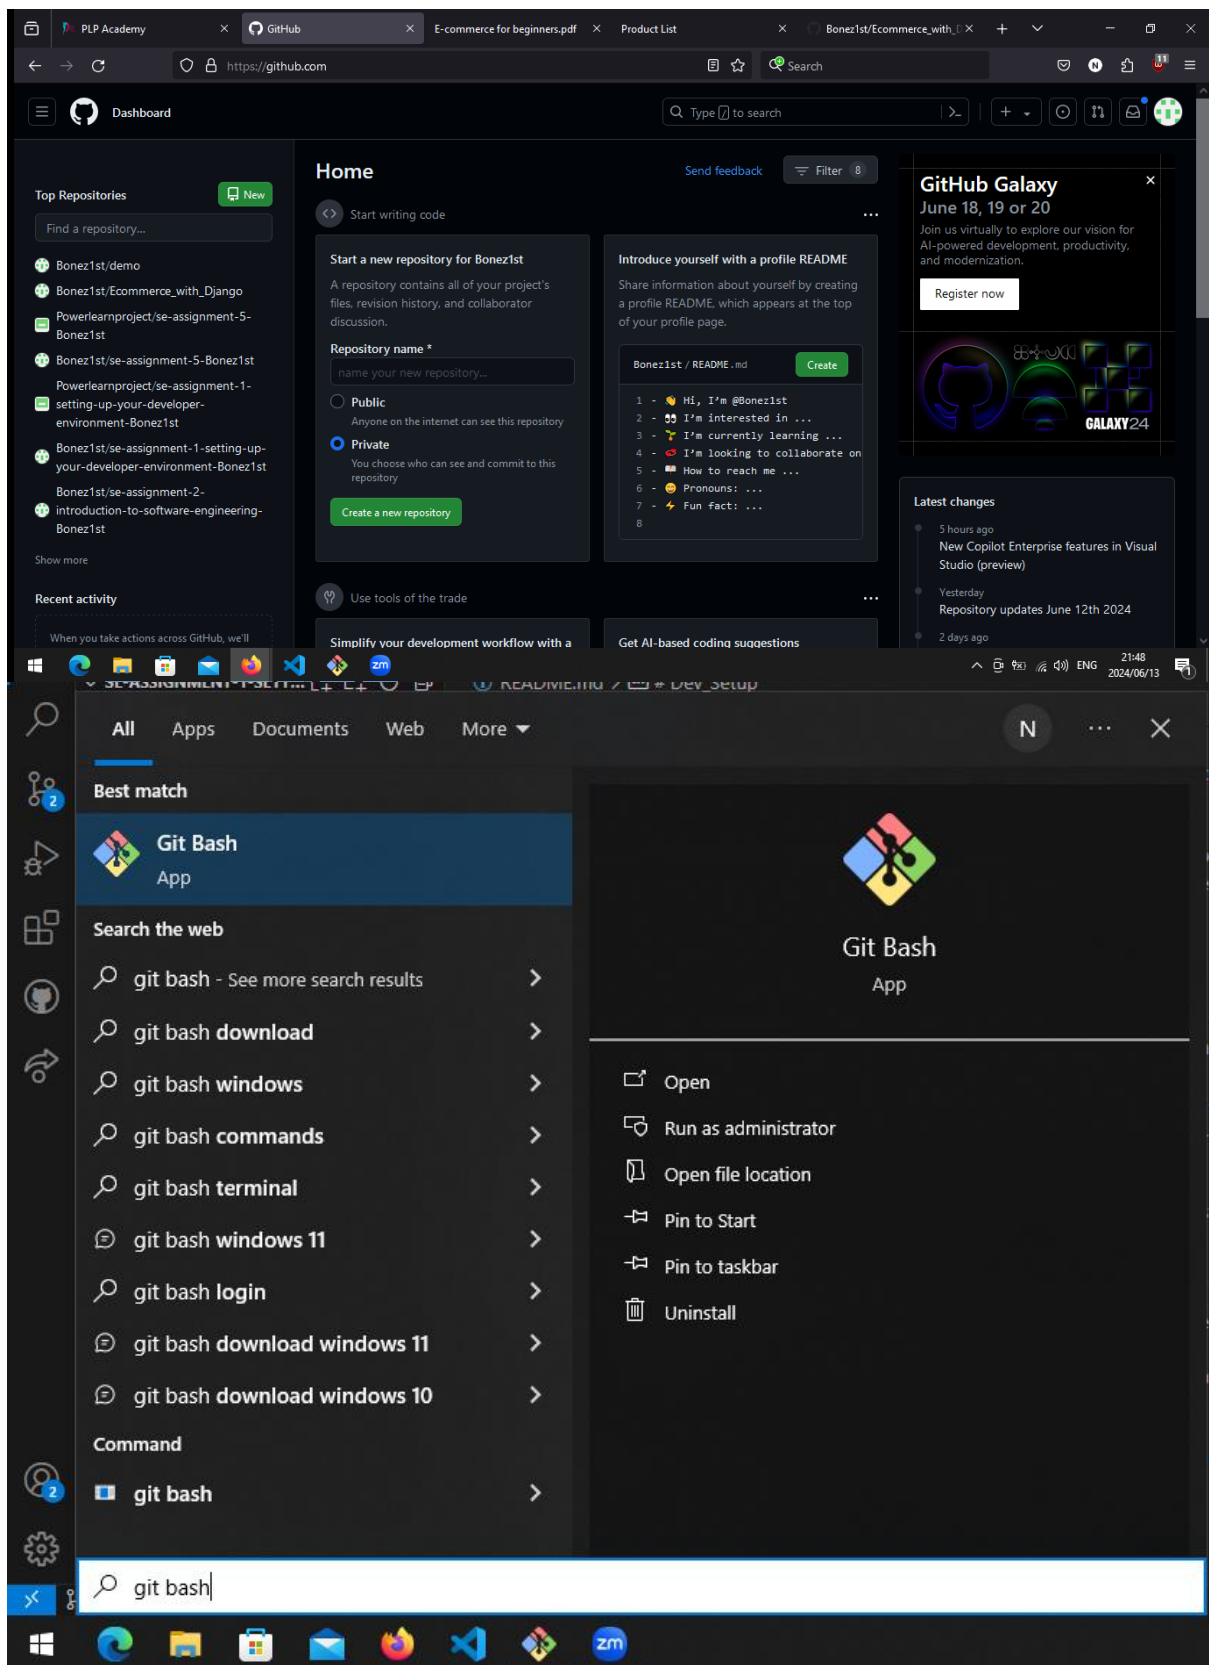 PLP Academy
GitHub
E-commerce for beginners.pdf
Product List
Bonez1st/Ecommerce_with_D
https://github.com
Search
N
11
Dashboard
Type / to search
Top Repositories
New
Find a repository...
Bonez1st/demo
Bonez1st/Ecommerce_with_Django
Powerlearnproject/se-assignment-5-
Bonez1st
Bonez1st/se-assignment-5-Bonez1st
Powerlearnproject/se-assignment-1-
setting-up-your-developer-
environment-Bonez1st
Bonez1st/se-assignment-1-setting-up-
your-developer-environment-Bonez1st
Bonez1st/se-assignment-2-
introduction-to-software-engineering-
Bonez1st
Show more
Recent activity
When you take actions across GitHub, we'll
Home
Send feedback
Filter 8
Start writing code
Start a new repository for Bonez1st
A repository contains all of your project's
files, revision history, and collaborator
discussion.
Repository name *
name your new repository...
Public
Anyone on the internet can see this repository
Private
You choose who can see and commit to this
repository
Create a new repository
Introduce yourself with a profile README
Share information about yourself by creating
a profile README, which appears at the top
of your profile page.
Bonez1st / README.md
Create
1 - 👋 Hi, I'm @Bonez1st
2 - 👀 I'm interested in ...
3 - 🌱 I'm currently learning ...
4 - 💞️ I'm looking to collaborate on
5 - 📫 How to reach me ...
6 - 😄 Pronouns: ...
7 - ⚡ Fun fact: ...
8
Use tools of the trade
Simplify your development workflow with a
Get AI-based coding suggestions
GitHub Galaxy
June 18, 19 or 20
Join us virtually to explore our vision for
AI-powered development, productivity,
and modernization.
Register now
GALAXY24
Latest changes
5 hours ago
New Copilot Enterprise features in Visual
Studio (preview)
Yesterday
Repository updates June 12th 2024
2 days ago
zm
ENG
21:48
2024/06/13
1
SE-ASSIGNMENT-1-SETT...
README.md > # Dev_Setup
All
Apps
Documents
Web
More
N
2
Best match
Git Bash
App
Search the web
git bash - See more search results
git bash download
git bash windows
git bash commands
git bash terminal
git bash windows 11
git bash login
git bash download windows 11
git bash download windows 10
Command
git bash
Git Bash
App
Open
Run as administrator
Open file location
Pin to Start
Pin to taskbar
Uninstall
2
git bash
zm